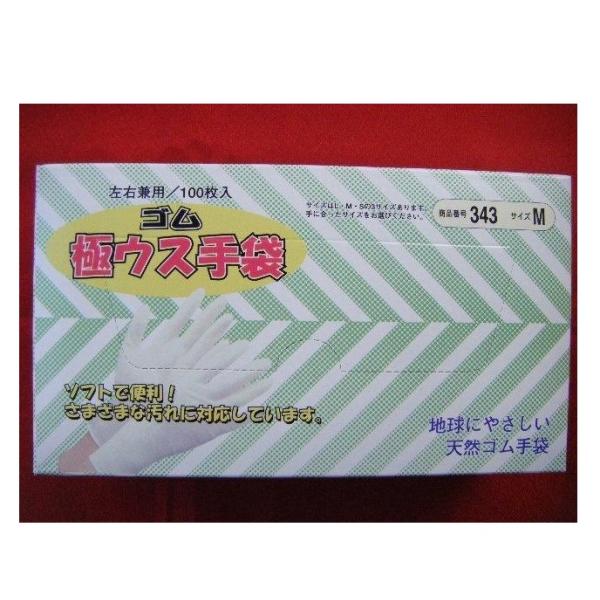 左右兼用／100枚入
ゴム
極ウス手袋
サイズはL・M・Sの3サイズあります。
手に合ったサイズをお選びください。
商品番号 343 サイズ M
ソフトで便利！
さまざまな汚れに対応しています。
地球にやさしい
天然ゴム手袋